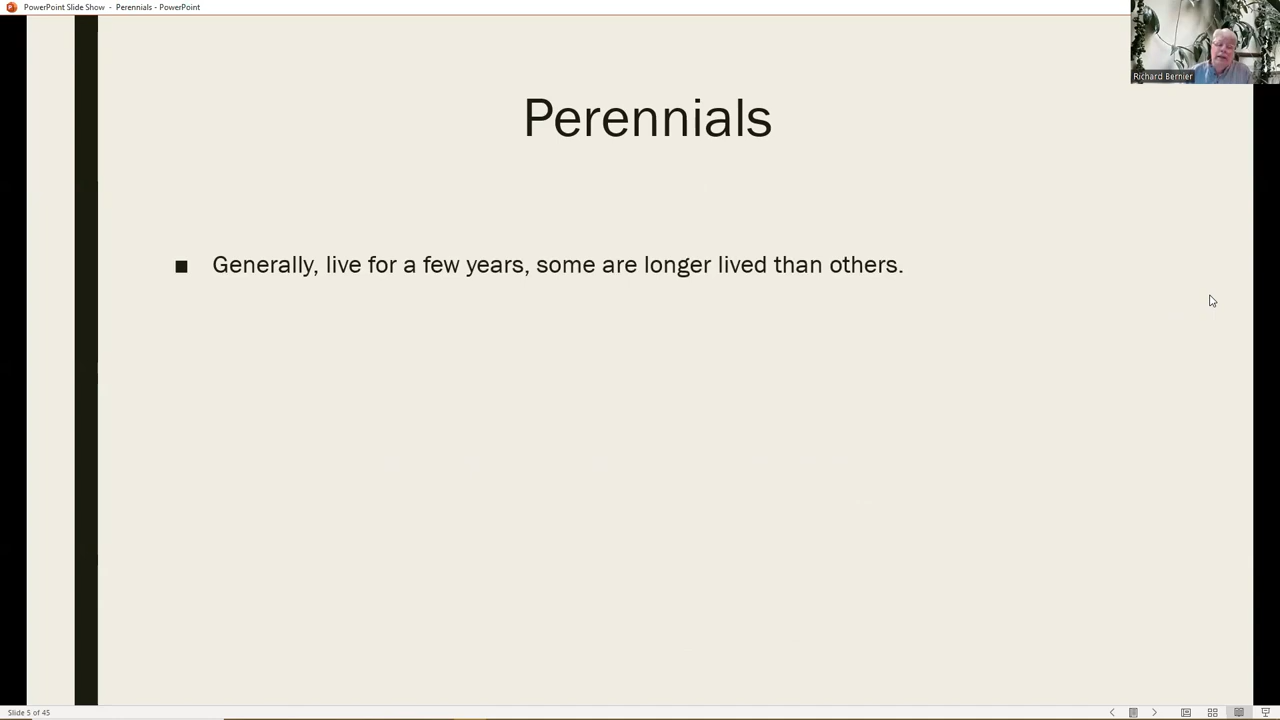 PowerPoint Slide Show - Perennials - PowerPoint
Richard Bernier
Perennials
■ Generally, live for a few years, some are longer lived than others.
Slide 5 of 45